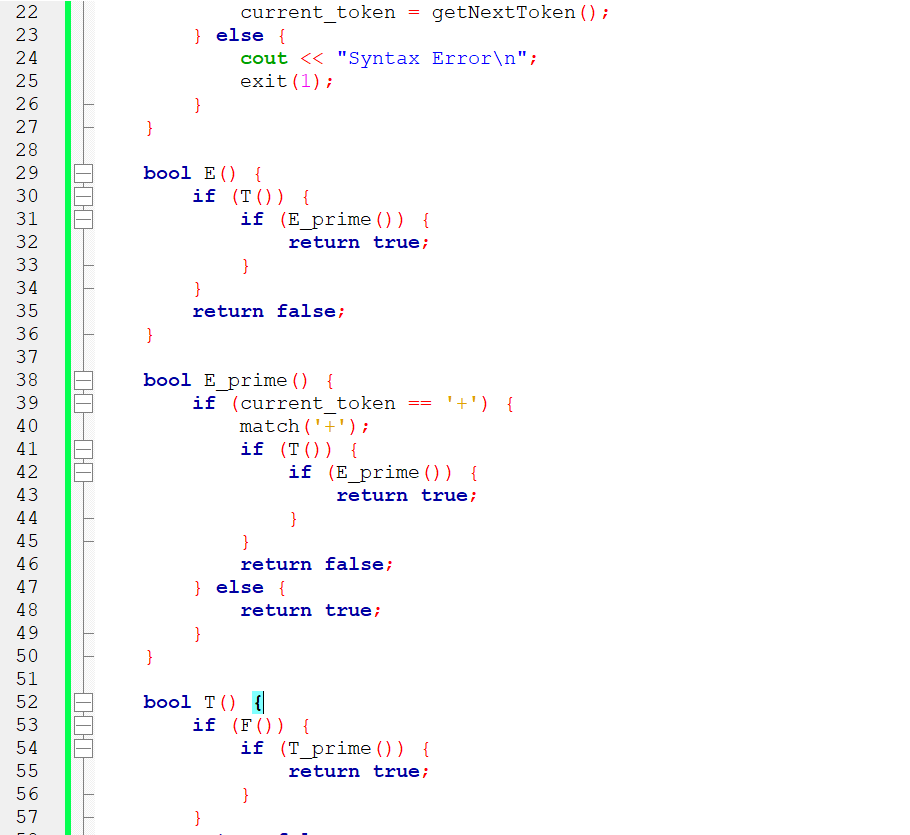 22 current_token = getNextToken();
23 } else {
24 cout << "Syntax Error\n";
25 exit(1);
26 }
27 }
28
29 bool E() {
30 if (T()) {
31 if (E_prime()) {
32 return true;
33 }
34 }
35 return false;
36 }
37
38 bool E_prime() {
39 if (current_token == '+') {
40 match('+');
41 if (T()) {
42 if (E_prime()) {
43 return true;
44 }
45 }
46 return false;
47 } else {
48 return true;
49 }
50 }
51
52 bool T() {
53 if (F()) {
54 if (T_prime()) {
55 return true;
56 }
57 }